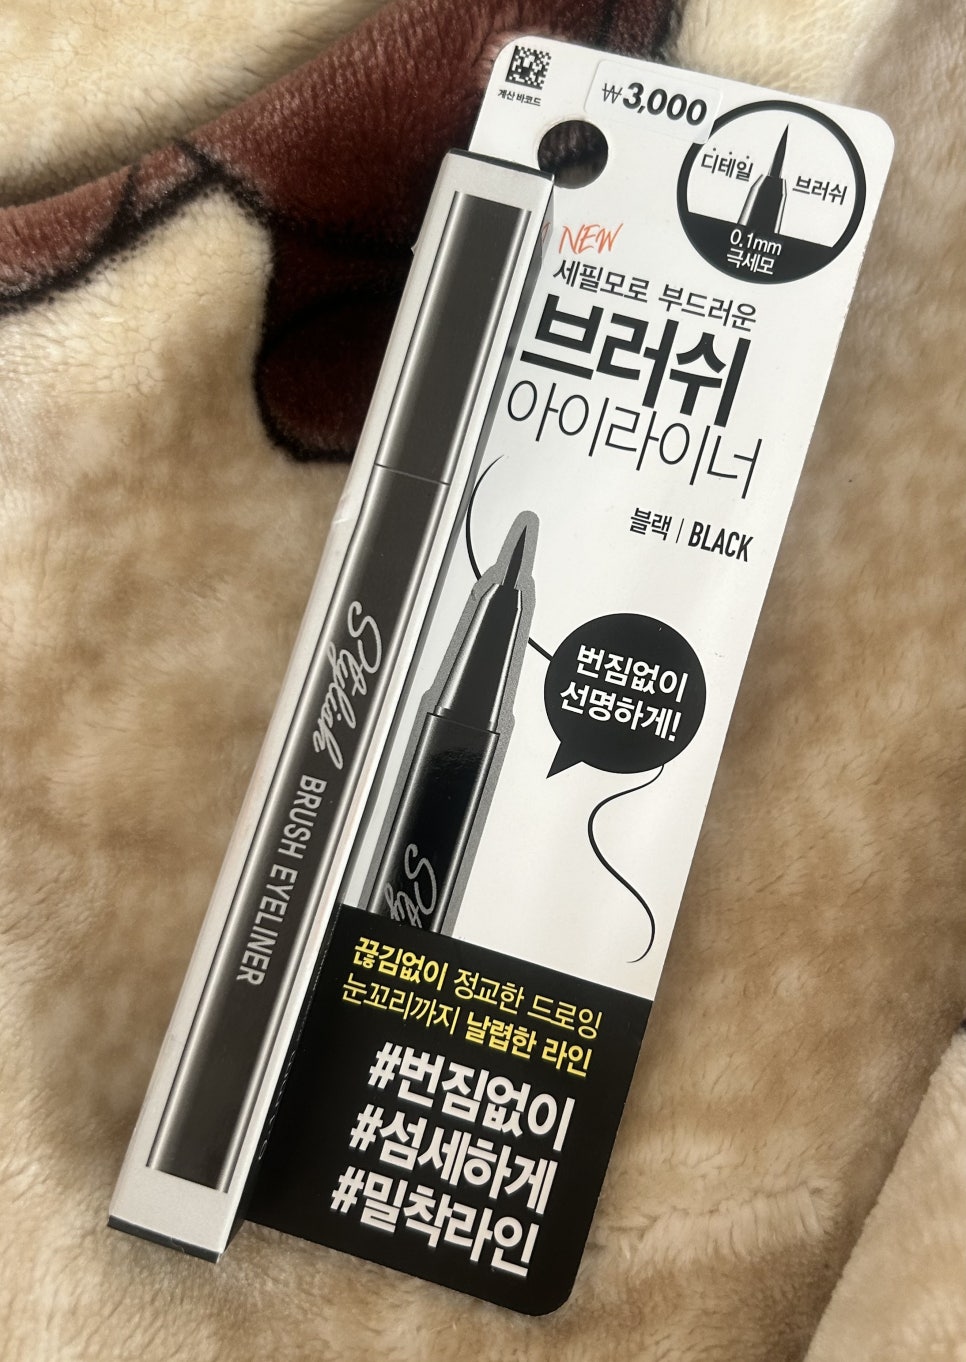 계산 바코드
₩3,000
디테일 브러쉬
0.1mm
극세모
NEW
세필모로 부드러운
브러쉬
아이라이너
블랙 | BLACK
번짐없이
선명하게!
Stylish BRUSH EYELINER
끊김없이 정교한 드로잉
눈꼬리까지 날렵한 라인
#번짐없이
#섬세하게
#밀착라인